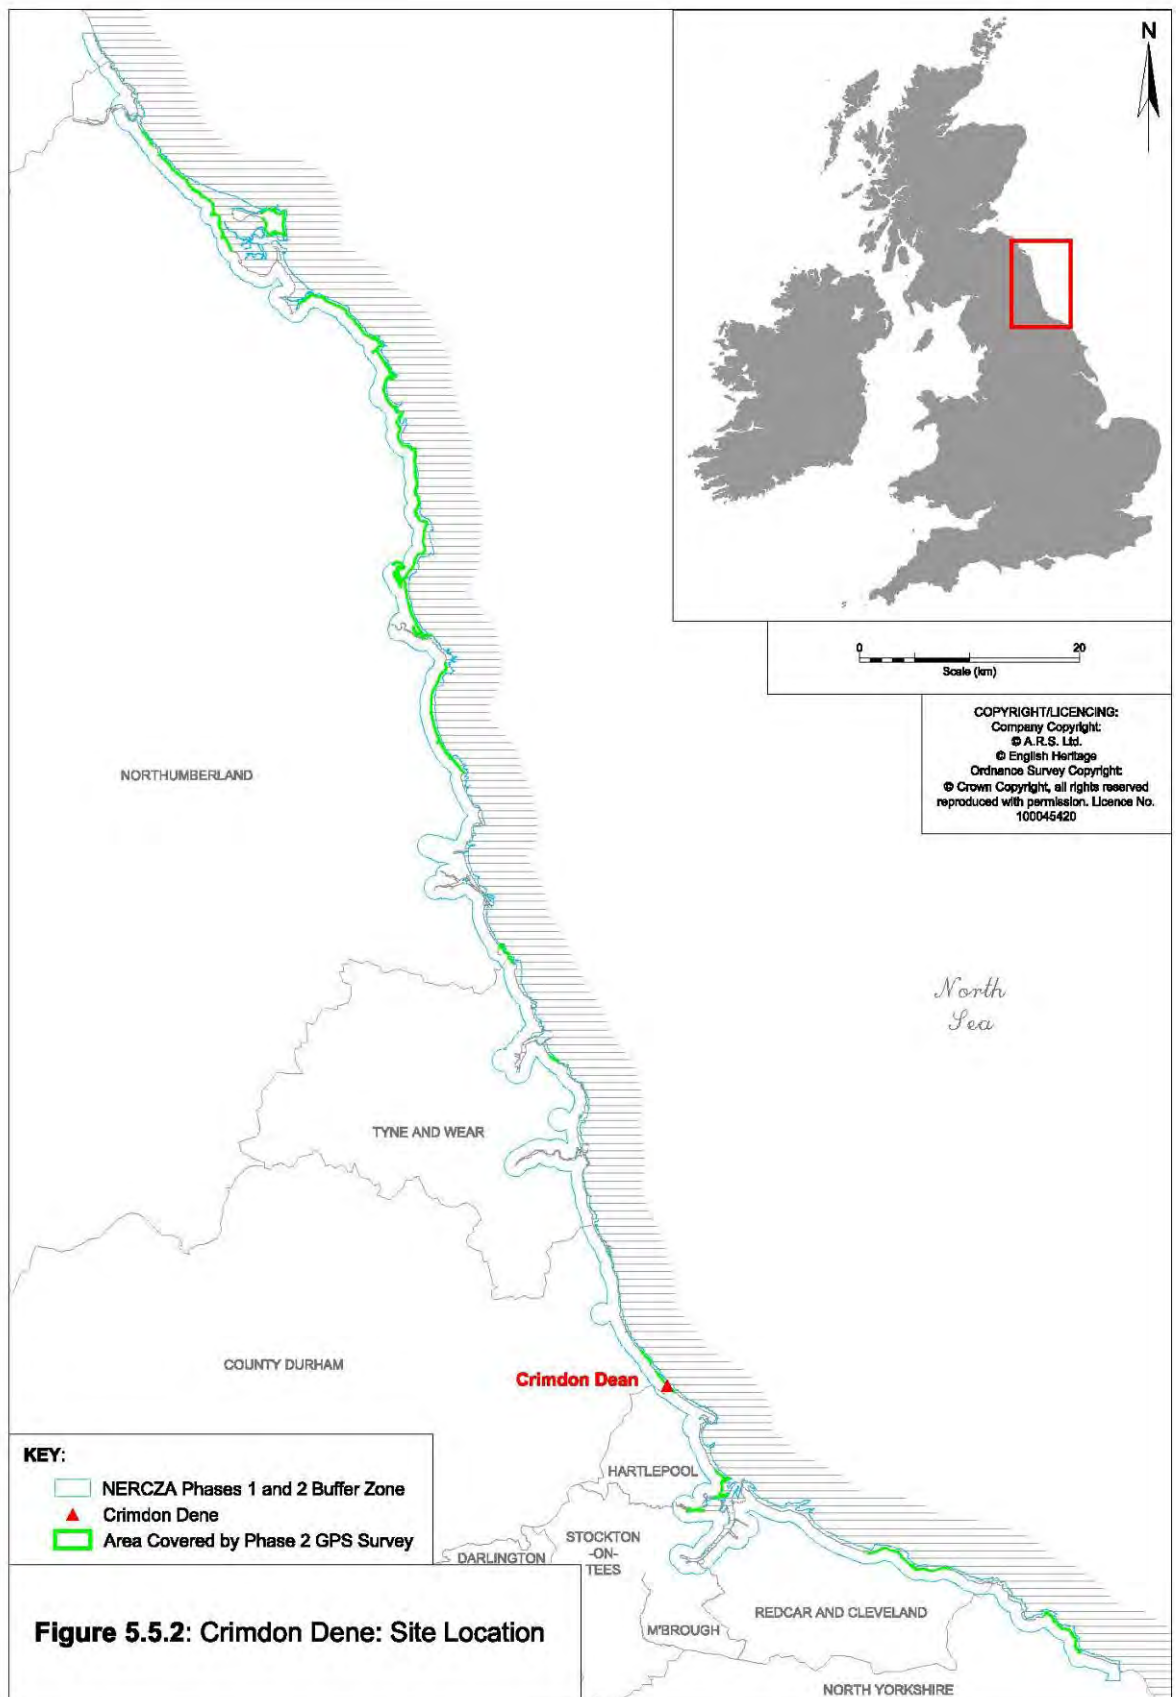 N
0 20
Scale (km)
COPYRIGHT/LICENCING:
Company Copyright:
© A.R.S. Ltd.
© English Heritage
Ordnance Survey Copyright:
© Crown Copyright, all rights reserved
reproduced with permission. Licence No.
100045420
NORTHUMBERLAND
North
Sea
TYNE AND WEAR
COUNTY DURHAM
Crimdon Dean
HARTLEPOOL
STOCKTON
-ON-
TEES
DARLINGTON
REDCAR AND CLEVELAND
M'BROUGH
NORTH YORKSHIRE
KEY:
NERCZA Phases 1 and 2 Buffer Zone
Crimdon Dene
Area Covered by Phase 2 GPS Survey
Figure 5.5.2: Crimdon Dene: Site Location